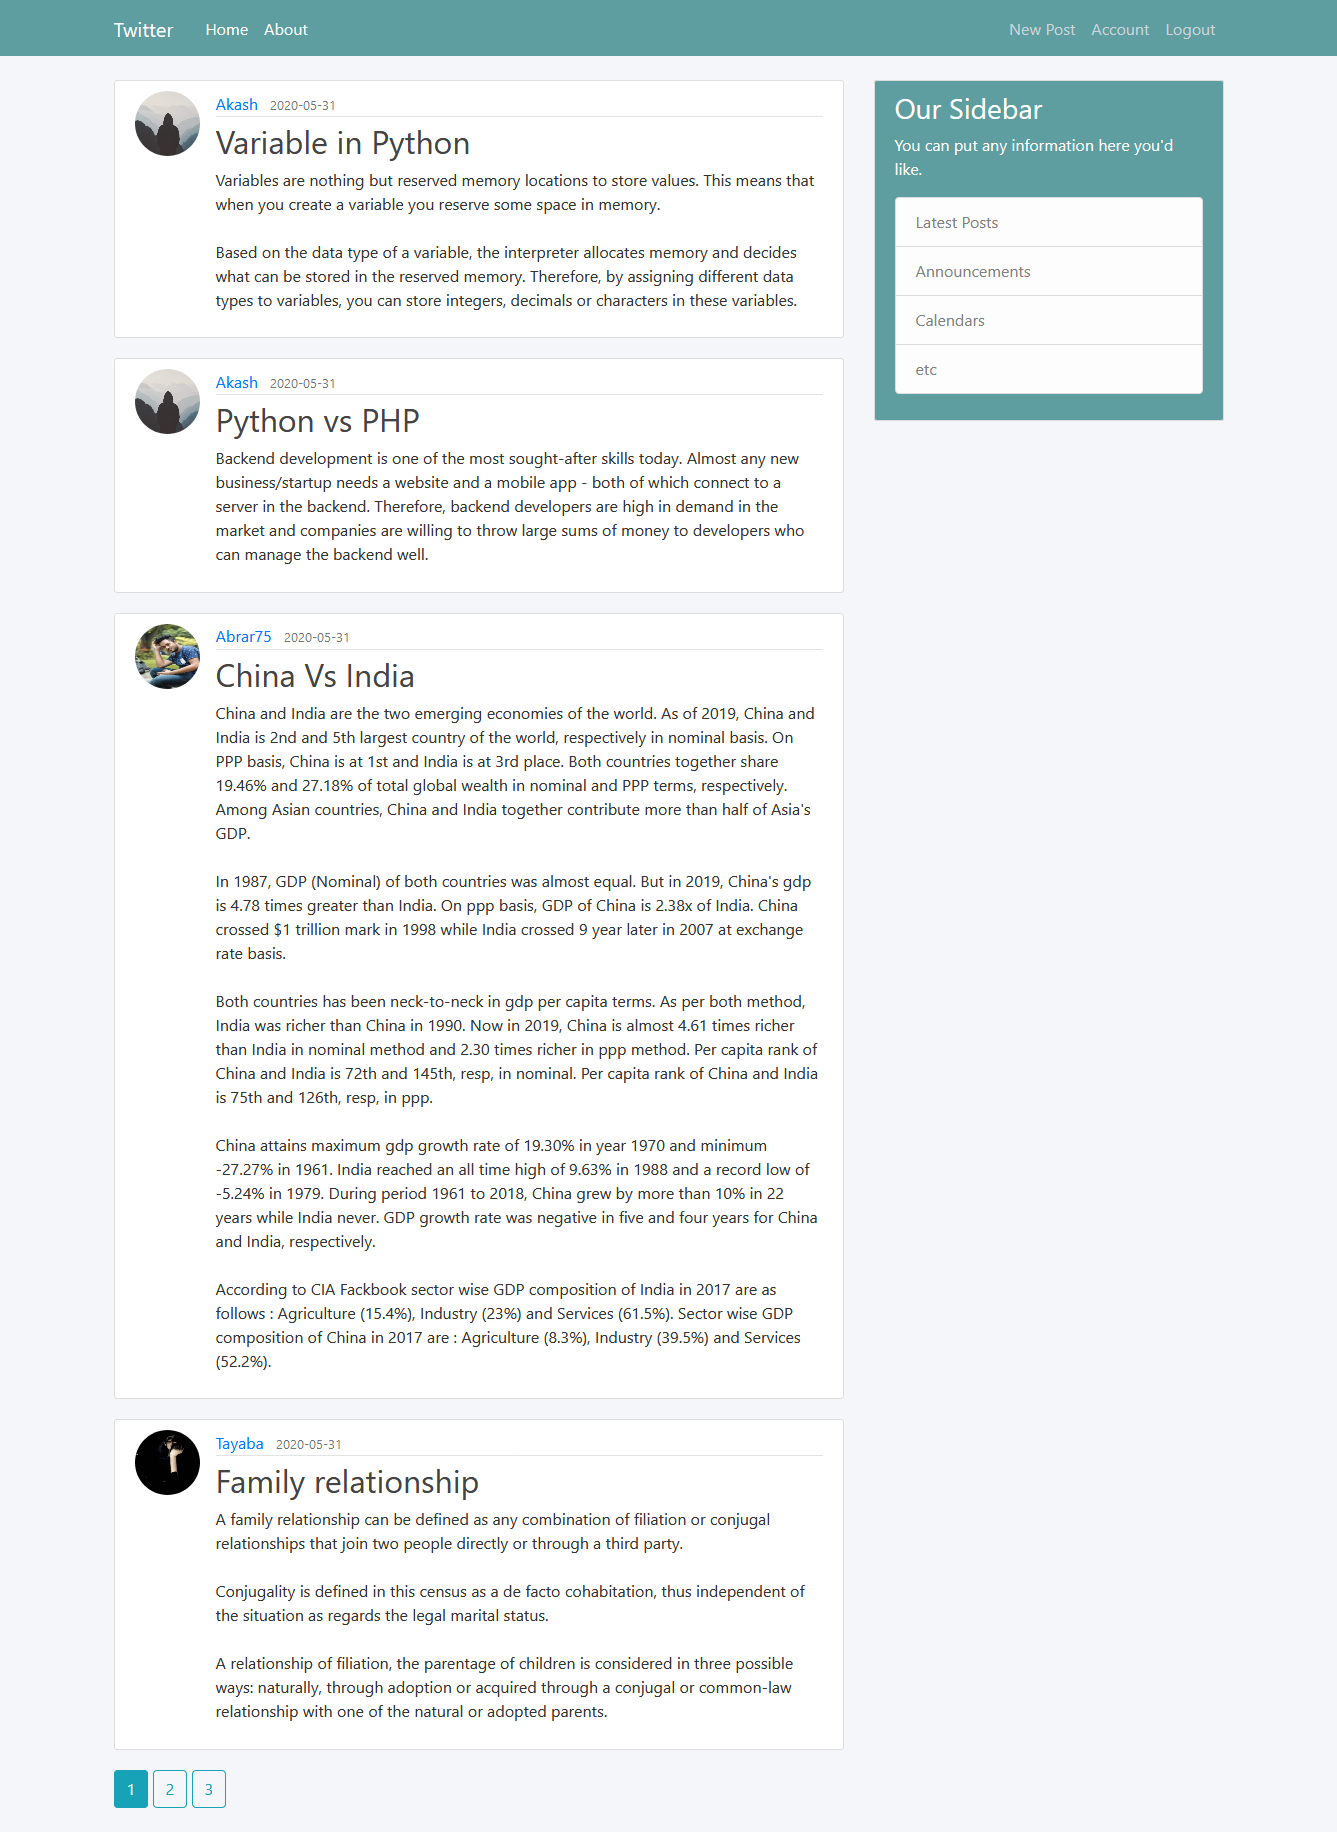 Twitter Home About New Post Account Logout
Akash 2020-05-31
Variable in Python
Variables are nothing but reserved memory locations to store values. This means that
when you create a variable you reserve some space in memory.
Based on the data type of a variable, the interpreter allocates memory and decides
what can be stored in the reserved memory. Therefore, by assigning different data
types to variables, you can store integers, decimals or characters in these variables.
Akash 2020-05-31
Python vs PHP
Backend development is one of the most sought-after skills today. Almost any new
business/startup needs a website and a mobile app - both of which connect to a
server in the backend. Therefore, backend developers are high in demand in the
market and companies are willing to throw large sums of money to developers who
can manage the backend well.
Abrar75 2020-05-31
China Vs India
China and India are the two emerging economies of the world. As of 2019, China and
India is 2nd and 5th largest country of the world, respectively in nominal basis. On
PPP basis, China is at 1st and India is at 3rd place. Both countries together share
19.46% and 27.18% of total global wealth in nominal and PPP terms, respectively.
Among Asian countries, China and India together contribute more than half of Asia's
GDP.
In 1987, GDP (Nominal) of both countries was almost equal. But in 2019, China's gdp
is 4.78 times greater than India. On ppp basis, GDP of China is 2.38x of India. China
crossed $1 trillion mark in 1998 while India crossed 9 year later in 2007 at exchange
rate basis.
Both countries has been neck-to-neck in gdp per capita terms. As per both method,
India was richer than China in 1990. Now in 2019, China is almost 4.61 times richer
than India in nominal method and 2.30 times richer in ppp method. Per capita rank of
China and India is 72th and 145th, resp, in nominal. Per capita rank of China and India
is 75th and 126th, resp, in ppp.
China attains maximum gdp growth rate of 19.30% in year 1970 and minimum
-27.27% in 1961. India reached an all time high of 9.63% in 1988 and a record low of
-5.24% in 1979. During period 1961 to 2018, China grew by more than 10% in 22
years while India never. GDP growth rate was negative in five and four years for China
and India, respectively.
According to CIA Fackbook sector wise GDP composition of India in 2017 are as
follows : Agriculture (15.4%), Industry (23%) and Services (61.5%). Sector wise GDP
composition of China in 2017 are : Agriculture (8.3%), Industry (39.5%) and Services
(52.2%).
Tayaba 2020-05-31
Family relationship
A family relationship can be defined as any combination of filiation or conjugal
relationships that join two people directly or through a third party.
Conjugality is defined in this census as a de facto cohabitation, thus independent of
the situation as regards the legal marital status.
A relationship of filiation, the parentage of children is considered in three possible
ways: naturally, through adoption or acquired through a conjugal or common-law
relationship with one of the natural or adopted parents.
1 2 3
Our Sidebar
You can put any information here you'd
like.
Latest Posts
Announcements
Calendars
etc